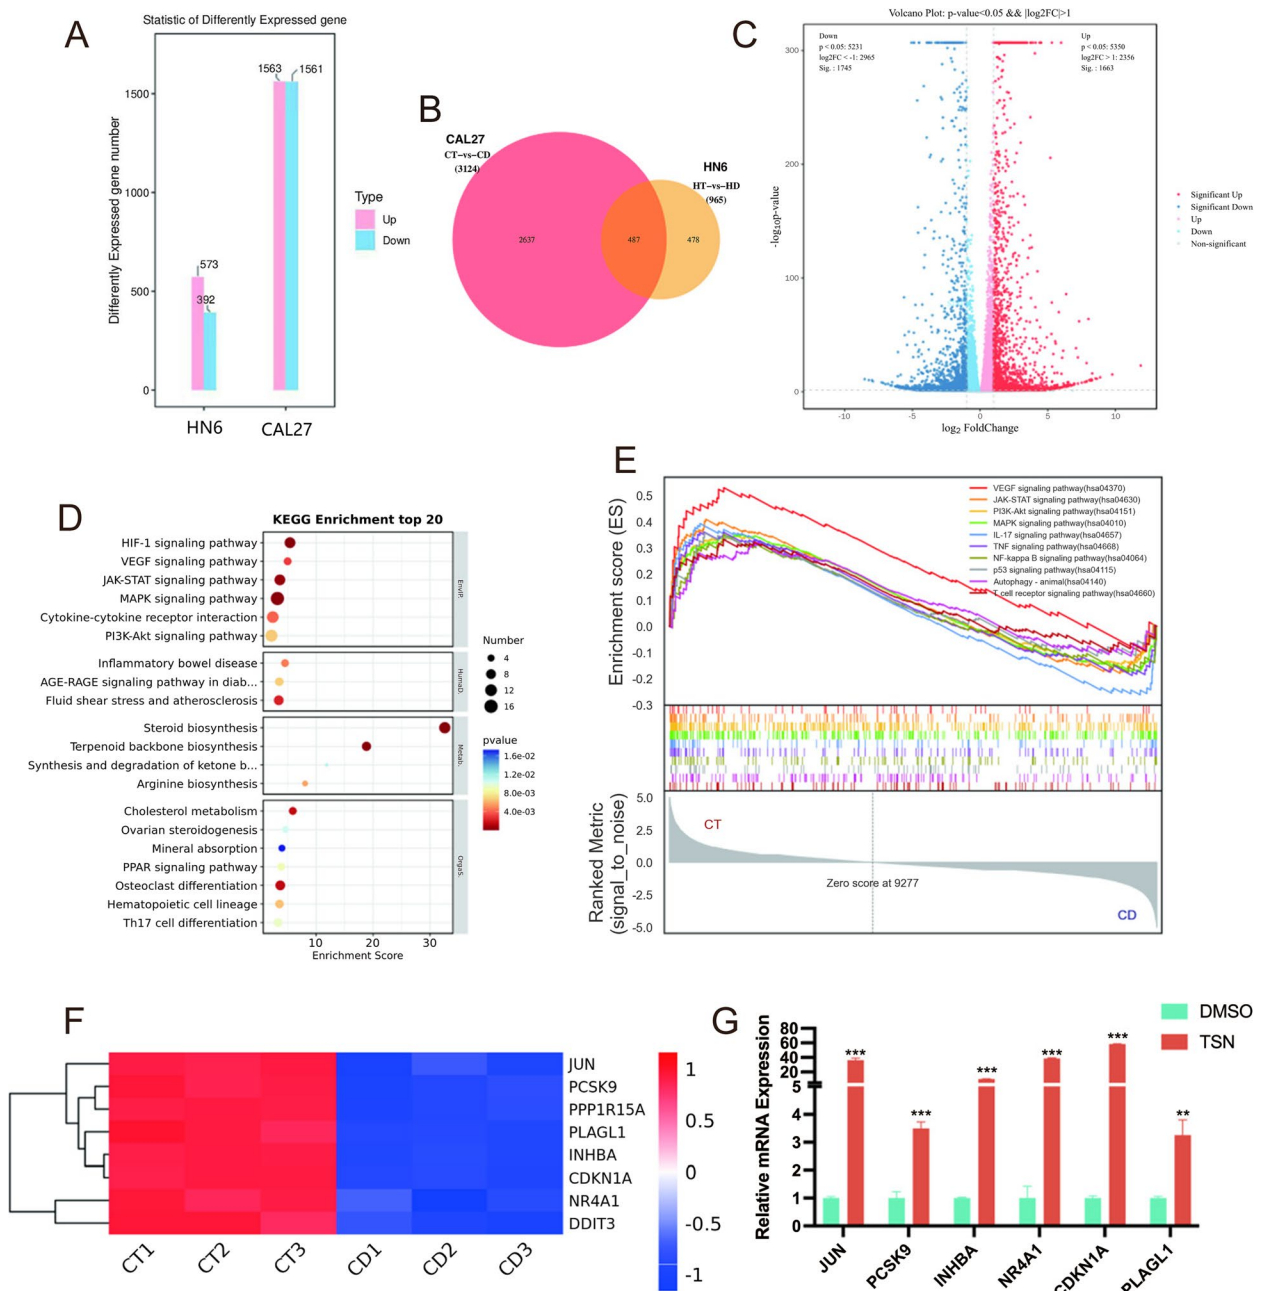 A
Statistic of Differently Expressed gene
Differently Expressed gene number
1500
1000
500
0
573
392
1563
1561
HN6
CAL27
Type
Up
Down
B
CAL27
CT-vs-CD
(3124)
HN6
HT-vs-HD
(965)
2637
487
478
C
Volcano Plot: p-value<0.05 && |log2FC|>1
Down
p < 0.05: 5231
log2FC < -1: 2965
Sig. : 1745
Up
p < 0.05: 5350
log2FC > 1: 2356
Sig. : 1663
-log10p-value
300
200
100
0
-10
-5
0
5
10
log2 FoldChange
Significant Up
Significant Down
Up
Down
Non-significant
D
KEGG Enrichment top 20
HIF-1 signaling pathway
VEGF signaling pathway
JAK-STAT signaling pathway
MAPK signaling pathway
Cytokine-cytokine receptor interaction
PI3K-Akt signaling pathway
EnvIP.
Inflammatory bowel disease
AGE-RAGE signaling pathway in diab...
Fluid shear stress and atherosclerosis
HumaD.
Steroid biosynthesis
Terpenoid backbone biosynthesis
Synthesis and degradation of ketone b...
Arginine biosynthesis
Metab.
Cholesterol metabolism
Ovarian steroidogenesis
Mineral absorption
PPAR signaling pathway
Osteoclast differentiation
Hematopoietic cell lineage
Th17 cell differentiation
OrgaS.
10
20
30
Enrichment Score
Number
4
8
12
16
pvalue
1.6e-02
1.2e-02
8.0e-03
4.0e-03
E
Enrichment score (ES)
0.5
0.4
0.3
0.2
0.1
0.0
-0.1
-0.2
-0.3
VEGF signaling pathway(hsa04370)
JAK-STAT signaling pathway(hsa04630)
PI3K-Akt signaling pathway(hsa04151)
MAPK signaling pathway(hsa04010)
IL-17 signaling pathway(hsa04657)
TNF signaling pathway(hsa04668)
NF-kappa B signaling pathway(hsa04064)
p53 signaling pathway(hsa04115)
Autophagy - animal(hsa04140)
T cell receptor signaling pathway(hsa04660)
Ranked Metric
(signal_to_noise)
5.0
2.5
0.0
-2.5
-5.0
CT
Zero score at 9277
CD
F
JUN
PCSK9
PPP1R15A
PLAGL1
INHBA
CDKN1A
NR4A1
DDIT3
CT1
CT2
CT3
CD1
CD2
CD3
1
0.5
0
-0.5
-1
G
DMSO
TSN
Relative mRNA Expression
80
60
40
20
5
4
3
2
1
0
***
***
***
***
***
**
JUN
PCSK9
INHBA
NR4A1
CDKN1A
PLAGL1